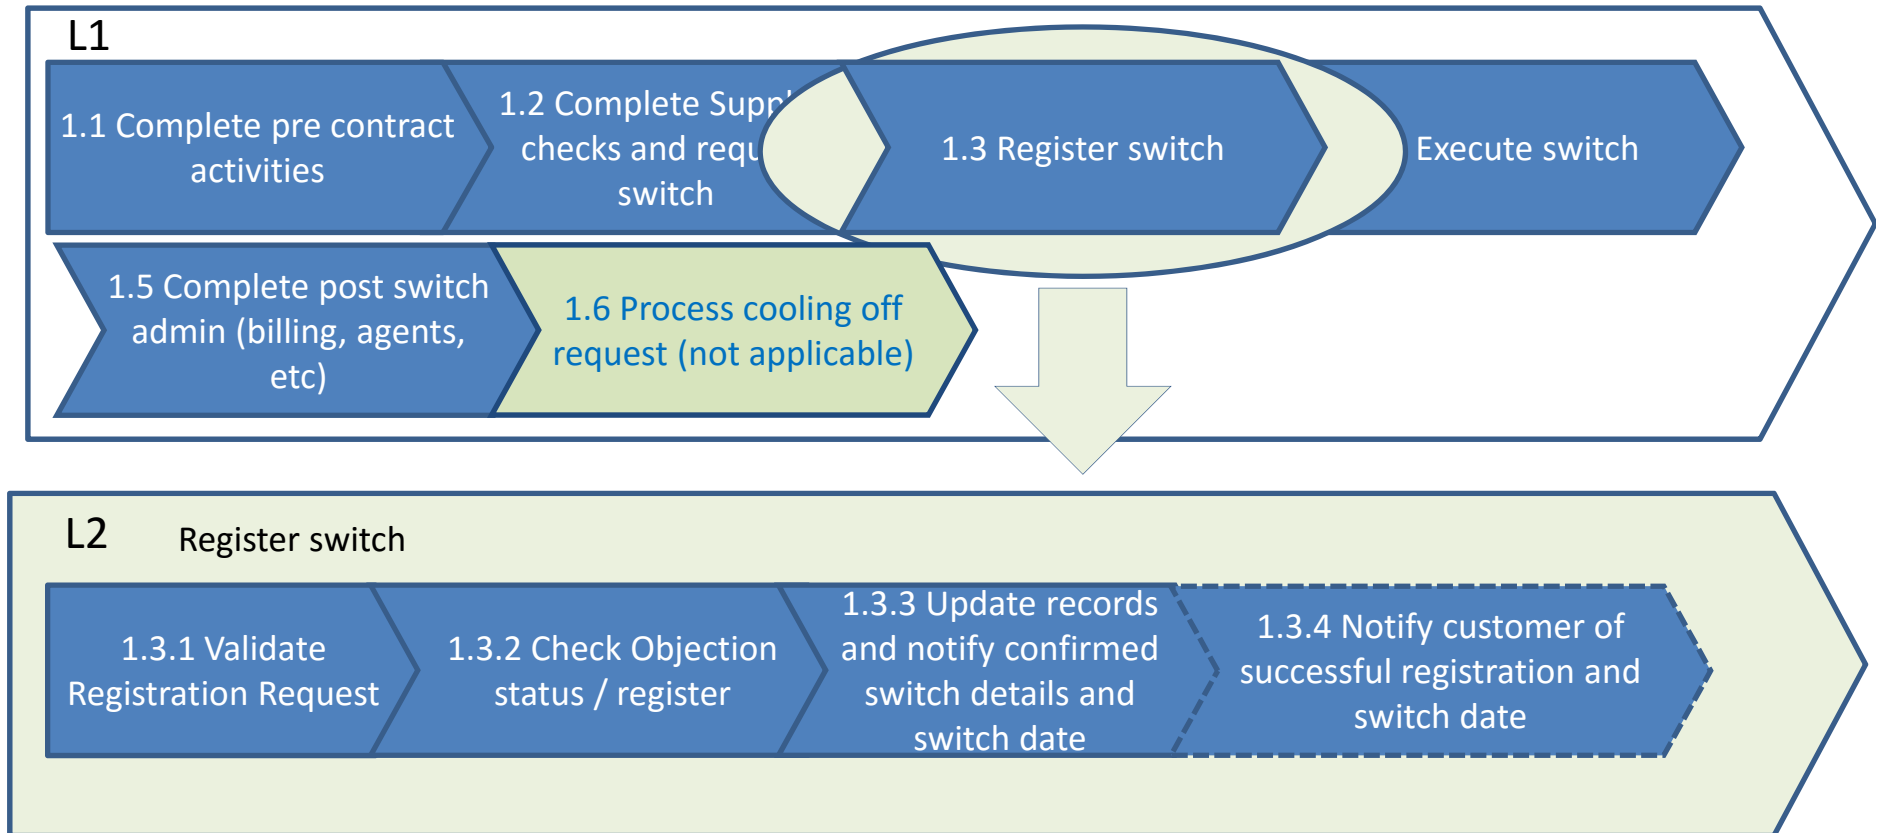 L1
1.1 Complete pre contract
activities
1.2 Complete
checks and
switch
1.3 Register switch
Execute switch
1.5 Complete post switch
admin (billing, agents,
etc)
1.6 Process cooling off
request (not applicable)
L2
Register switch
1.3.1 Validate
Registration Request
1.3.2 Check Objection
status / register
1.3.3 Update records
and notify confirmed
switch details and
switch date
1.3.4 Notify customer of
successful registration and
switch date